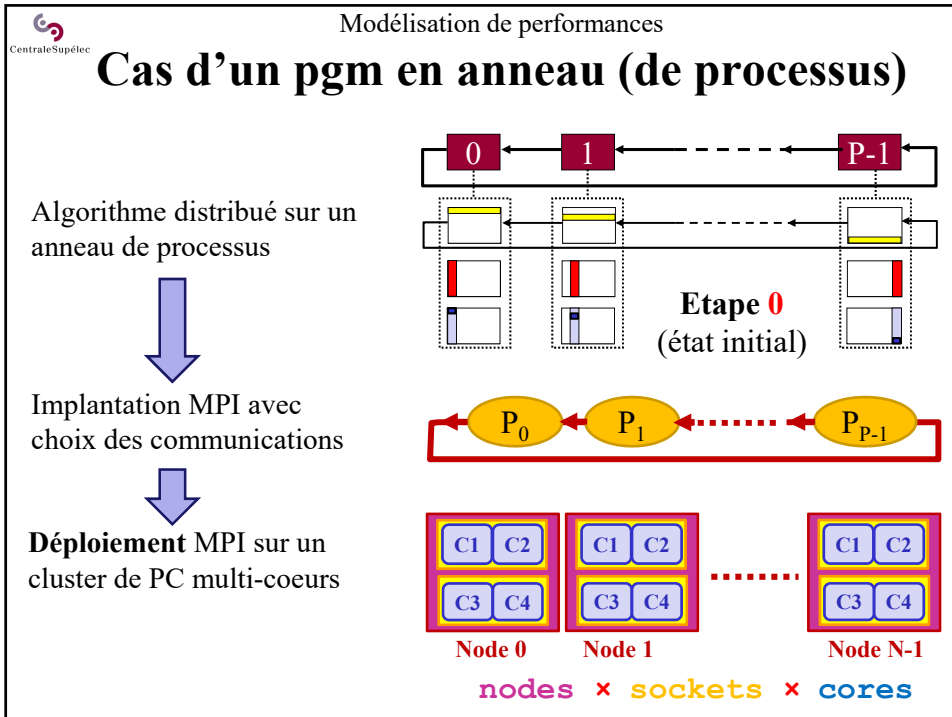 CentraleSupélec
Modélisation de performances
Cas d'un pgm en anneau (de processus)
0 1 P-1
Algorithme distribué sur un
anneau de processus
Etape 0
(état initial)
Implantation MPI avec
choix des communications
P0 P1 PP-1
Déploiement MPI sur un
cluster de PC multi-coeurs
C1 C2 C1 C2 C1 C2
C3 C4 C3 C4 C3 C4
Node 0 Node 1 Node N-1
nodes × sockets × cores